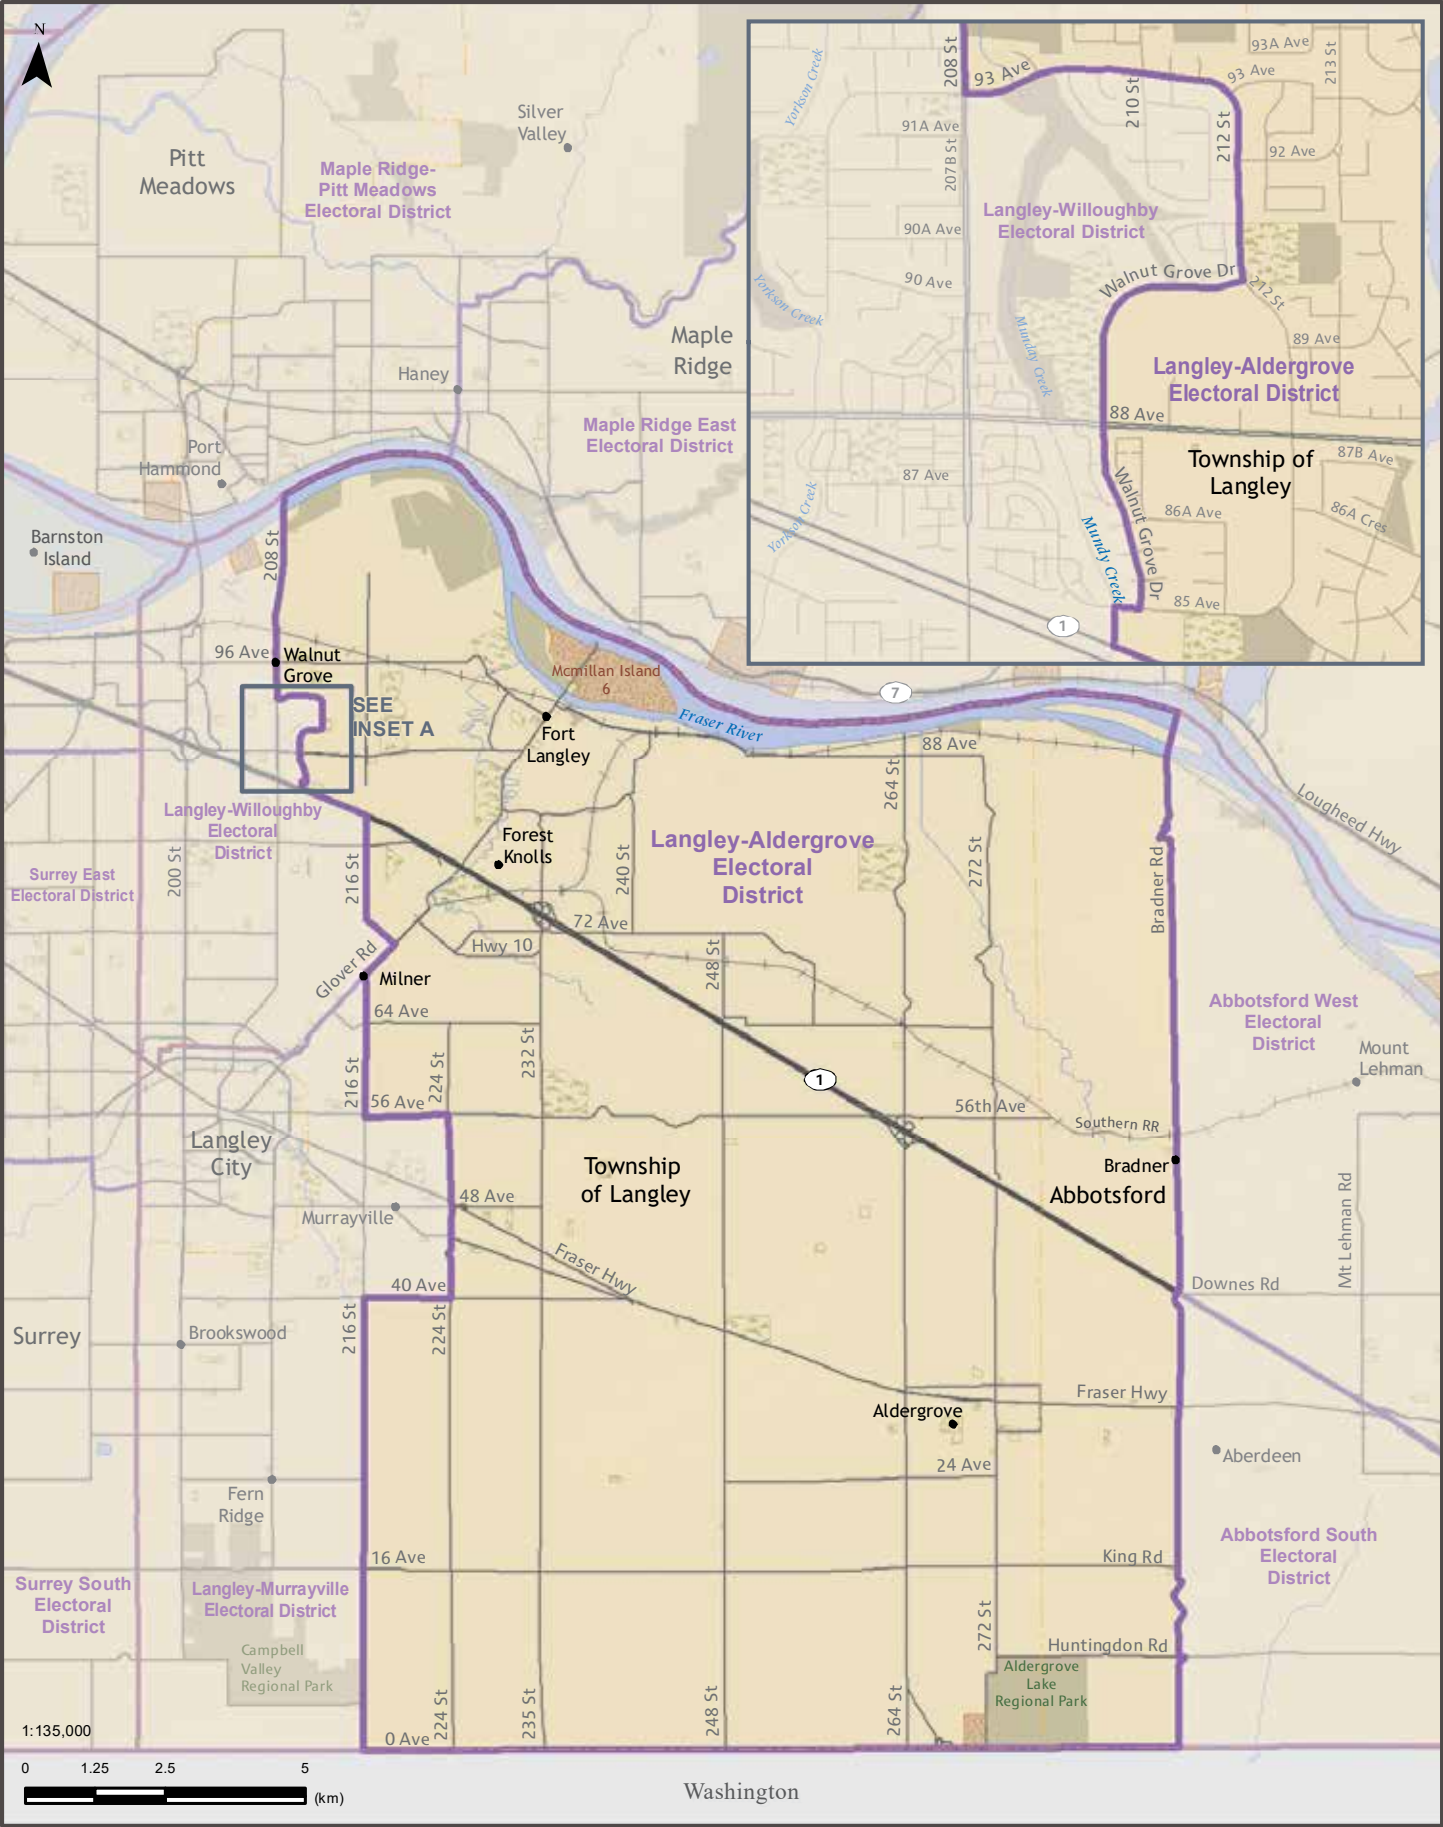 N
Pitt
Meadows
Maple Ridge-
Pitt Meadows
Electoral District
Silver
Valley
Maple
Ridge
Haney
Maple Ridge East
Electoral District
Port
Hammond
Barnston
Island
208 St
96 Ave
Walnut
Grove
SEE
INSET A
Mcmillan Island
6
Fort
Langley
Fraser River
7
88 Ave
264 St
Lougheed Hwy
Langley-Willoughby
Electoral
District
Surrey East
Electoral District
200 St
216 St
Forest
Knolls
240 St
Langley-Aldergrove
Electoral
District
272 St
Bradner Rd
72 Ave
Hwy 10
248 St
Glover Rd
Milner
64 Ave
232 St
216 St
224 St
56 Ave
1
56th Ave
Southern RR
Abbotsford West
Electoral
District
Mount
Lehman
Langley
City
Township
of Langley
Bradner
Abbotsford
48 Ave
Murrayville
Fraser Hwy
Mt Lehman Rd
40 Ave
Downes Rd
216 St
224 St
Surrey
Brookswood
Fraser Hwy
Aldergrove
24 Ave
Aberdeen
Fern
Ridge
16 Ave
King Rd
Abbotsford South
Electoral
District
Surrey South
Electoral
District
Langley-Murrayville
Electoral District
272 St
Huntingdon Rd
Campbell
Valley
Regional Park
Aldergrove
Lake
Regional Park
224 St
235 St
248 St
264 St
0 Ave
1:135,000
0 1.25 2.5 5
(km)
Washington
208 St
93 Ave
93A Ave
93 Ave
213 St
Yorkson Creek
210 St
212 St
91A Ave
207B St
92 Ave
Langley-Willoughby
Electoral District
90A Ave
90 Ave
Walnut Grove Dr
212 St
Yorkson Creek
Munday Creek
89 Ave
Langley-Aldergrove
Electoral District
88 Ave
Township of
Langley
87B Ave
87 Ave
Walnut Grove Dr
86A Ave
86A Cres
Yorkson Creek
Mundy Creek
85 Ave
1